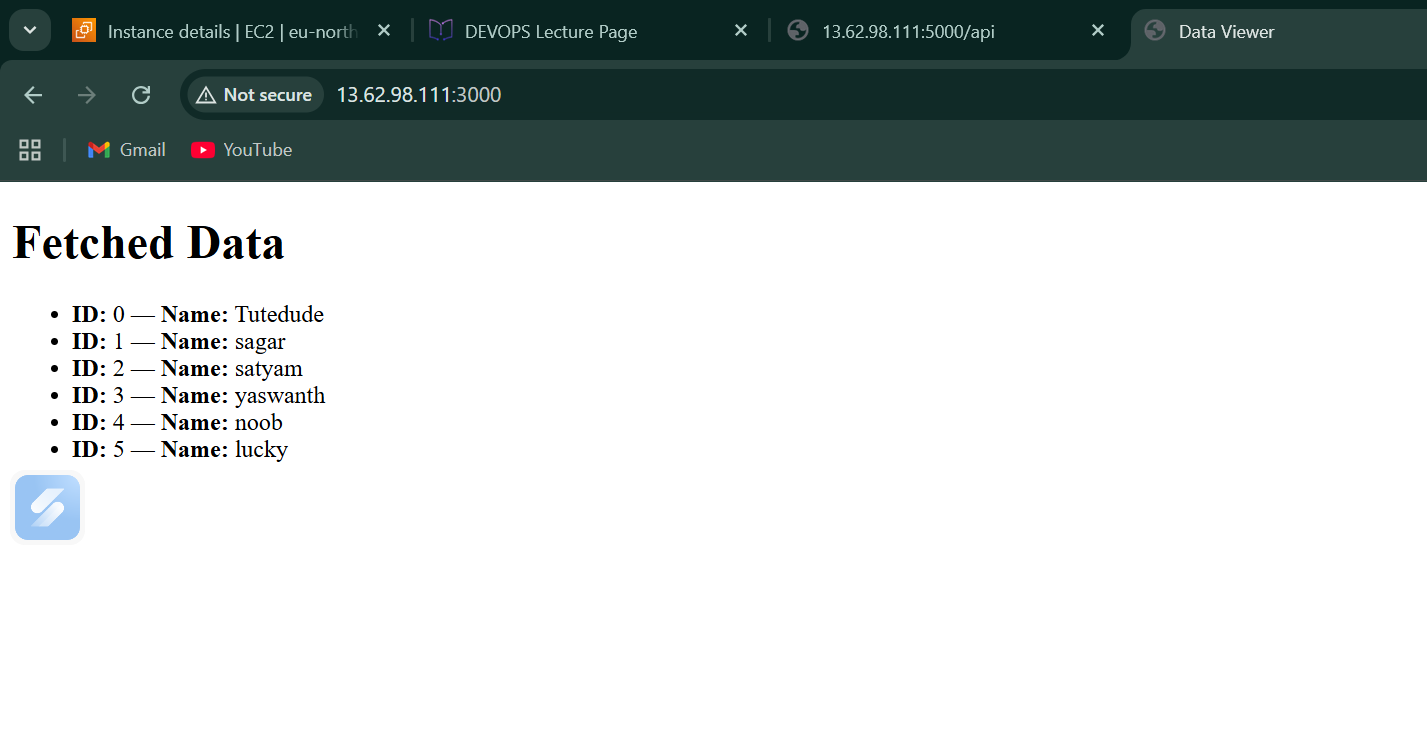 Instance details | EC2 | eu-north
DEVOPS Lecture Page
13.62.98.111:5000/api
Data Viewer
Not secure
13.62.98.111:3000
Gmail
YouTube
Fetched Data
ID: 0 — Name: Tutedude
ID: 1 — Name: sagar
ID: 2 — Name: satyam
ID: 3 — Name: yaswanth
ID: 4 — Name: noob
ID: 5 — Name: lucky